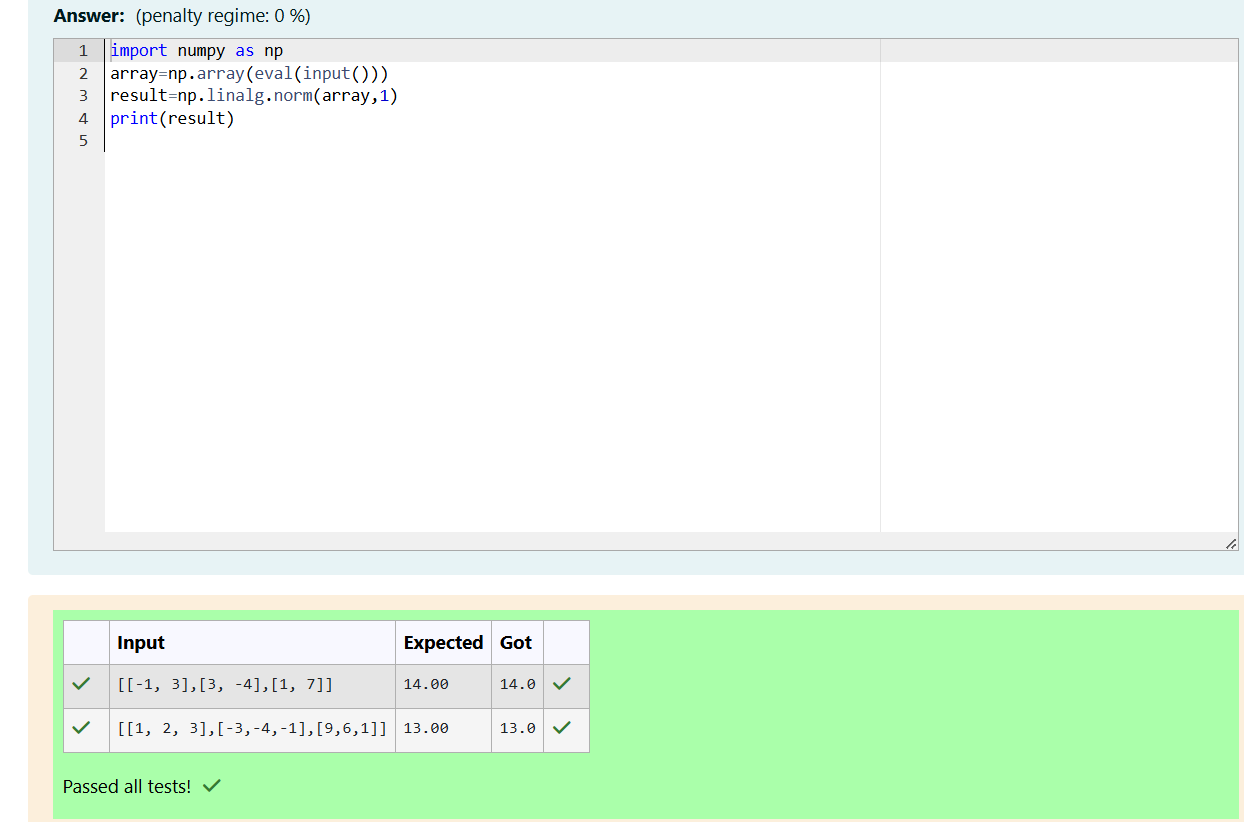 Answer: (penalty regime: 0 %)
1 import numpy as np
2 array=np.array(eval(input()))
3 result=np.linalg.norm(array,1)
4 print(result)
5
Input Expected Got
[[-1, 3],[3, -4],[1, 7]] 14.00 14.0
[[1, 2, 3],[-3,-4,-1],[9,6,1]] 13.00 13.0
Passed all tests!